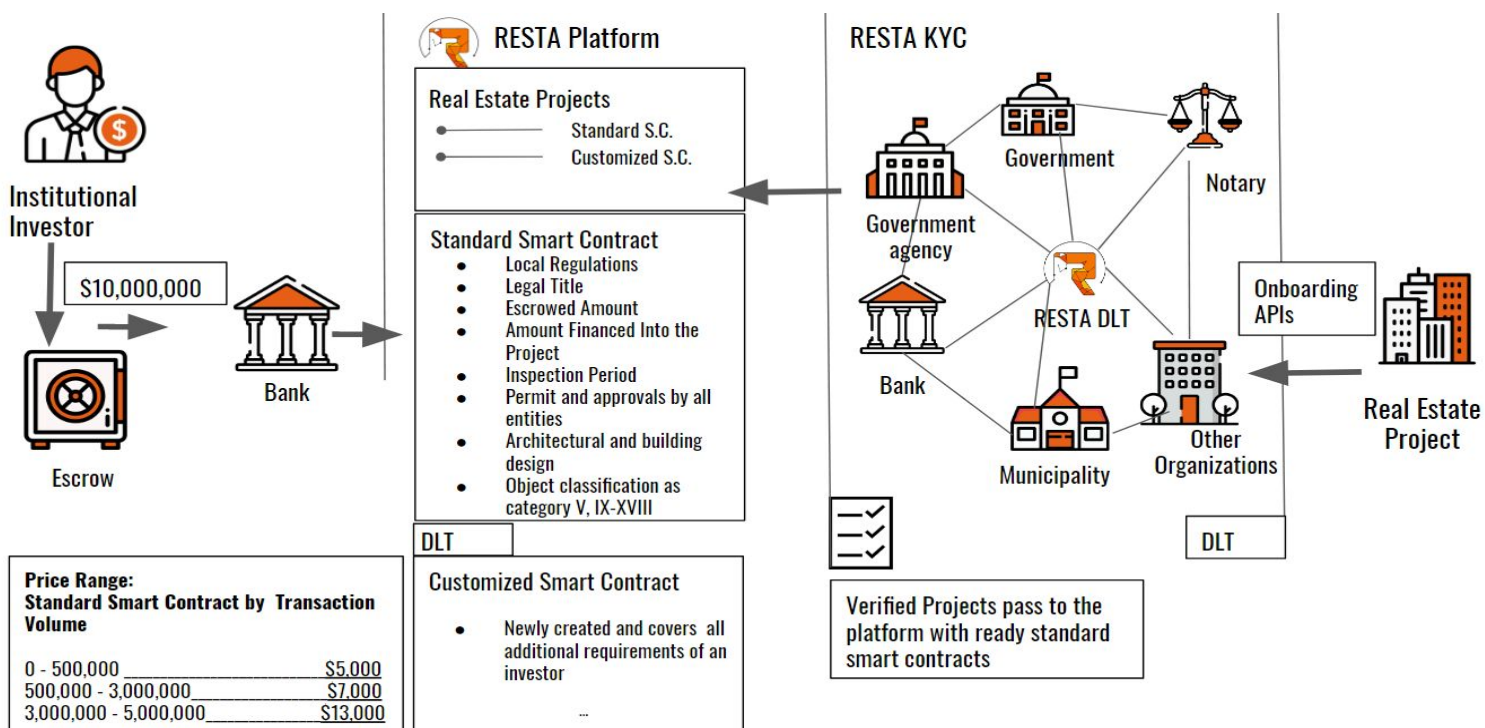 RESTA Platform
RESTA KYC
Institutional
Investor
$10,000,000
Bank
Escrow
Price Range:
Standard Smart Contract by Transaction
Volume
0 - 500,000 ____________________ $5,000
500,000 - 3,000,000______________ $7,000
3,000,000 - 5,000,000____________ $13,000
Real Estate Projects
Standard S.C.
Customized S.C.
Standard Smart Contract
● Local Regulations
● Legal Title
● Escrowed Amount
● Amount Financed Into the
Project
● Inspection Period
● Permit and approvals by all
entities
● Architectural and building
design
● Object classification as
category V, IX-XVIII
DLT
Customized Smart Contract
● Newly created and covers all
additional requirements of an
investor
...
Government
Notary
Government
agency
RESTA DLT
Bank
Municipality
Other
Organizations
Onboarding
APIs
Real Estate
Project
DLT
Verified Projects pass to the
platform with ready standard
smart contracts